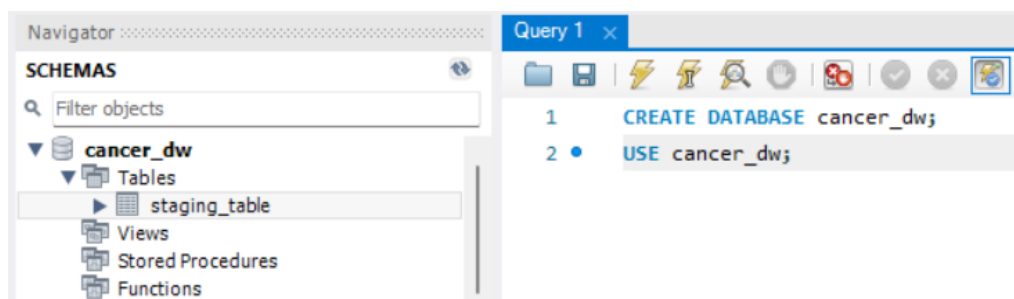 Navigator
SCHEMAS
Filter objects
cancer_dw
Tables
staging_table
Views
Stored Procedures
Functions
Query 1
1 CREATE DATABASE cancer_dw;
2 USE cancer_dw;